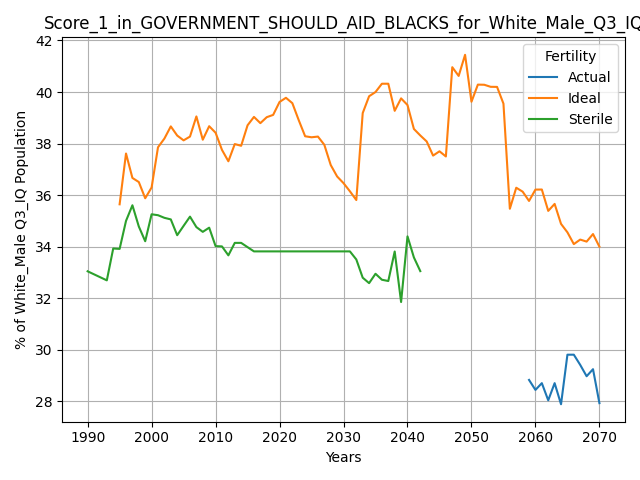 Score_1_in_GOVERNMENT_SHOULD_AID_BLACKS_for_White_Male_Q3_IQ
42
40
38
36
34
32
30
28
% of White_Male Q3_IQ Population
Fertility
Actual
Ideal
Sterile
1990 2000 2010 2020 2030 2040 2050 2060 2070
Years